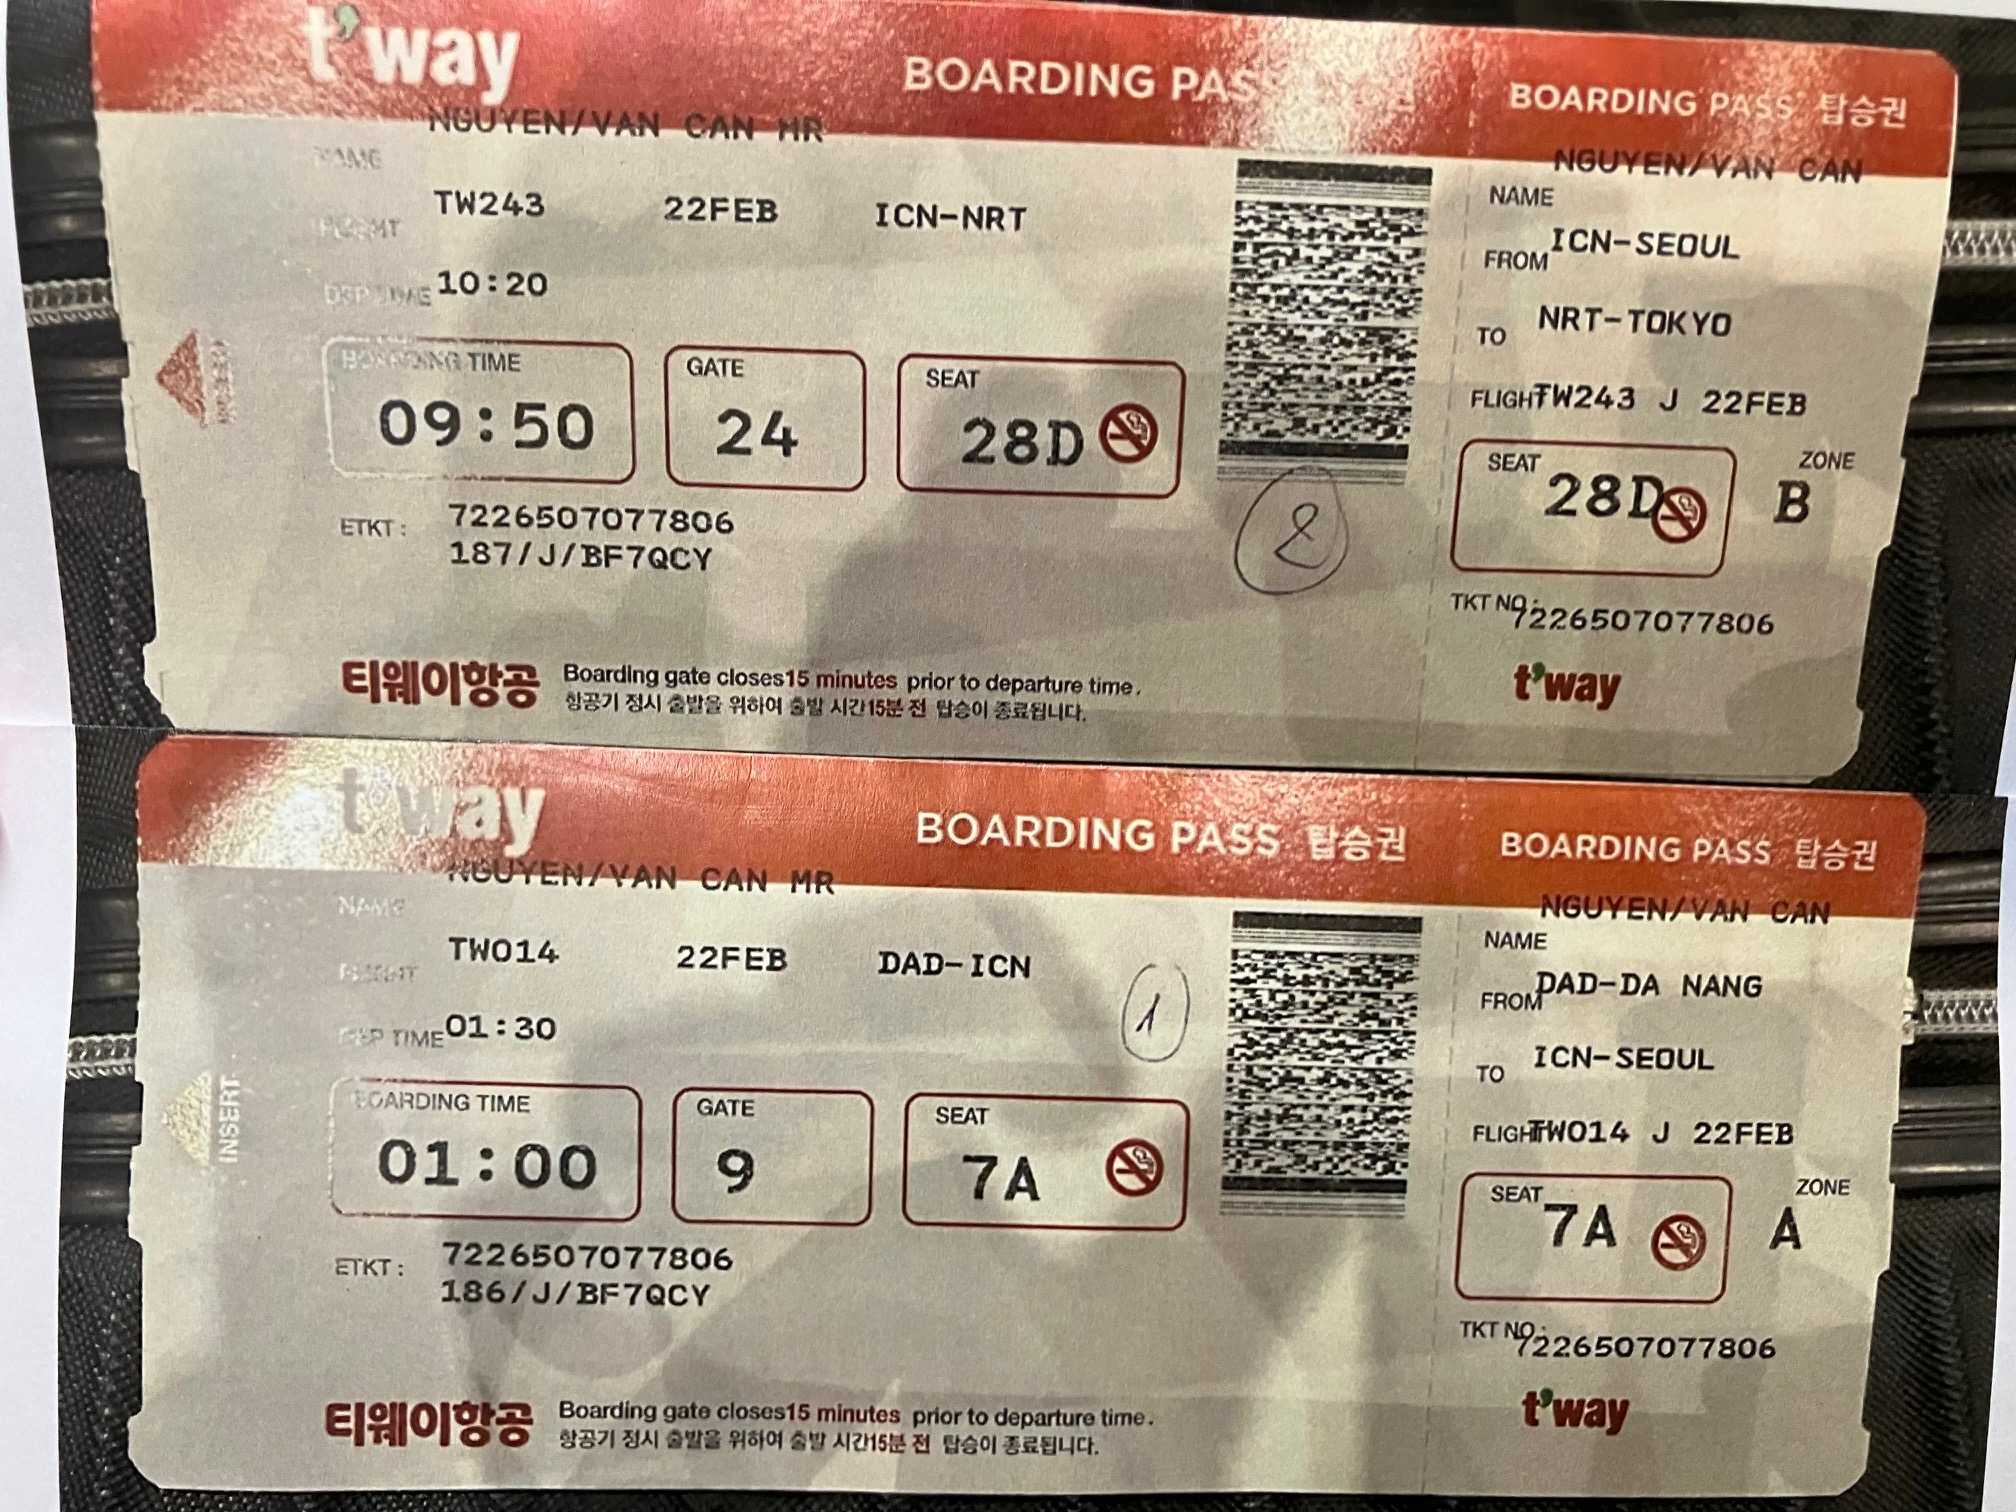 t'way
BOARDING PASS
BOARDING PASS 탑승권
NGUYEN/VAN CAN MR
NAME
TW243 22FEB ICN-NRT
DEP TIME 10:20
BOARDING TIME
09:50
GATE
24
SEAT
28D
ETKT : 7226507077806
187/J/BF7QCY
2
티웨이항공
Boarding gate closes15 minutes prior to departure time.
항공기 정시 출발을 위하여 출발 시간15분 전 탑승이 종료됩니다.
NGUYEN/VAN CAN
NAME
FROM ICN-SEOUL
TO NRT-TOKYO
FLIGHT TW243 J 22FEB
SEAT 28D
ZONE
B
TKT NO : 7226507077806
t'way
t'way
BOARDING PASS 탑승권
BOARDING PASS 탑승권
NGUYEN/VAN CAN MR
NAME
FLIGHT TW014 22FEB DAD-ICN
DEP TIME 01:30
1
INSERT
BOARDING TIME
01:00
GATE
9
SEAT
7A
ETKT : 7226507077806
186/J/BF7QCY
티웨이항공
Boarding gate closes15 minutes prior to departure time.
항공기 정시 출발을 위하여 출발 시간15분 전 탑승이 종료됩니다.
NGUYEN/VAN CAN
NAME
FROM DAD-DA NANG
TO ICN-SEOUL
FLIGHT TW014 J 22FEB
SEAT 7A
ZONE
A
TKT NO : 7226507077806
t'way